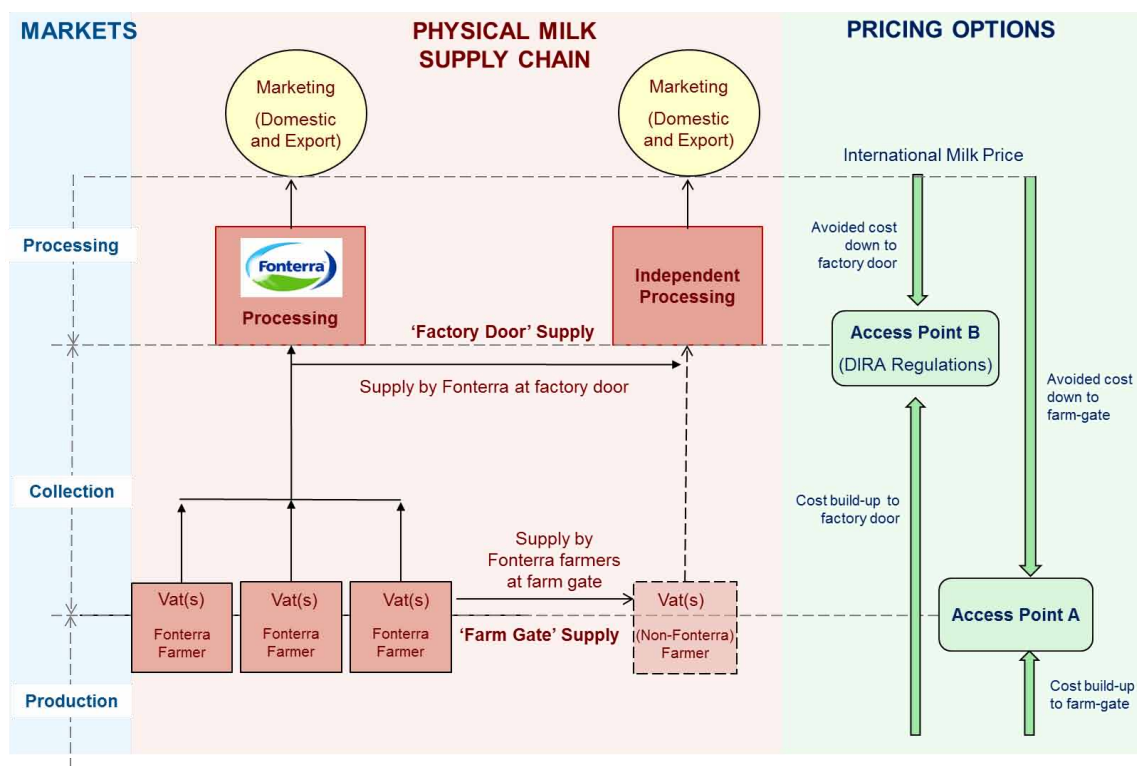 MARKETS
PHYSICAL MILK
SUPPLY CHAIN
PRICING OPTIONS
Marketing
(Domestic
and Export)
Marketing
(Domestic
and Export)
International Milk Price
Processing
Fonterra
Processing
Independent
Processing
Avoided cost
down to
factory door
'Factory Door' Supply
Access Point B
(DIRA Regulations)
Supply by Fonterra at factory door
Avoided cost
down to
farm-gate
Collection
Cost build-up to
factory door
Supply by
Fonterra farmers
at farm gate
Vat(s)
Fonterra
Farmer
Vat(s)
Fonterra
Farmer
Vat(s)
Fonterra
Farmer
'Farm Gate' Supply
Vat(s)
(Non-Fonterra)
Farmer
Access Point A
Production
Cost build-up
to farm-gate